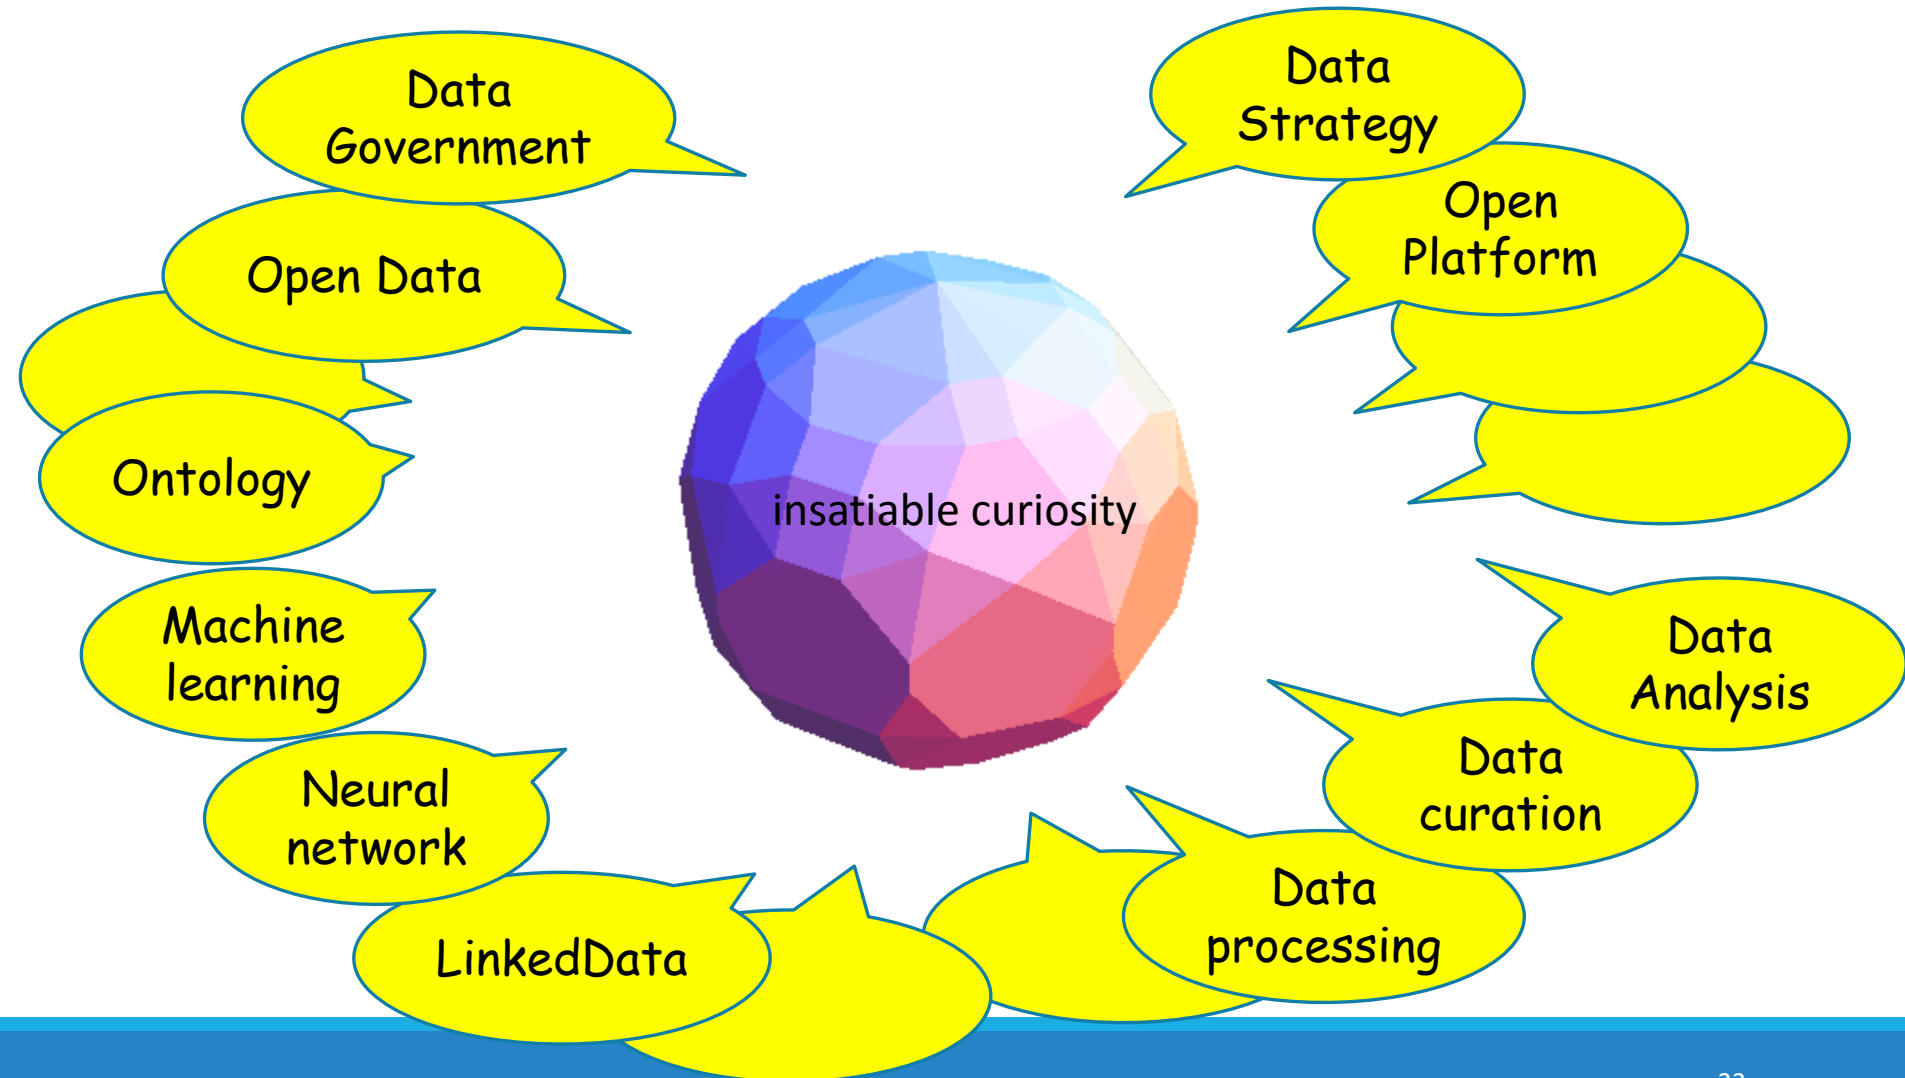 Data
Government
Open Data
Ontology
Machine
learning
Neural
network
LinkedData
insatiable curiosity
Data
Strategy
Open
Platform
Data
Analysis
Data
curation
Data
processing